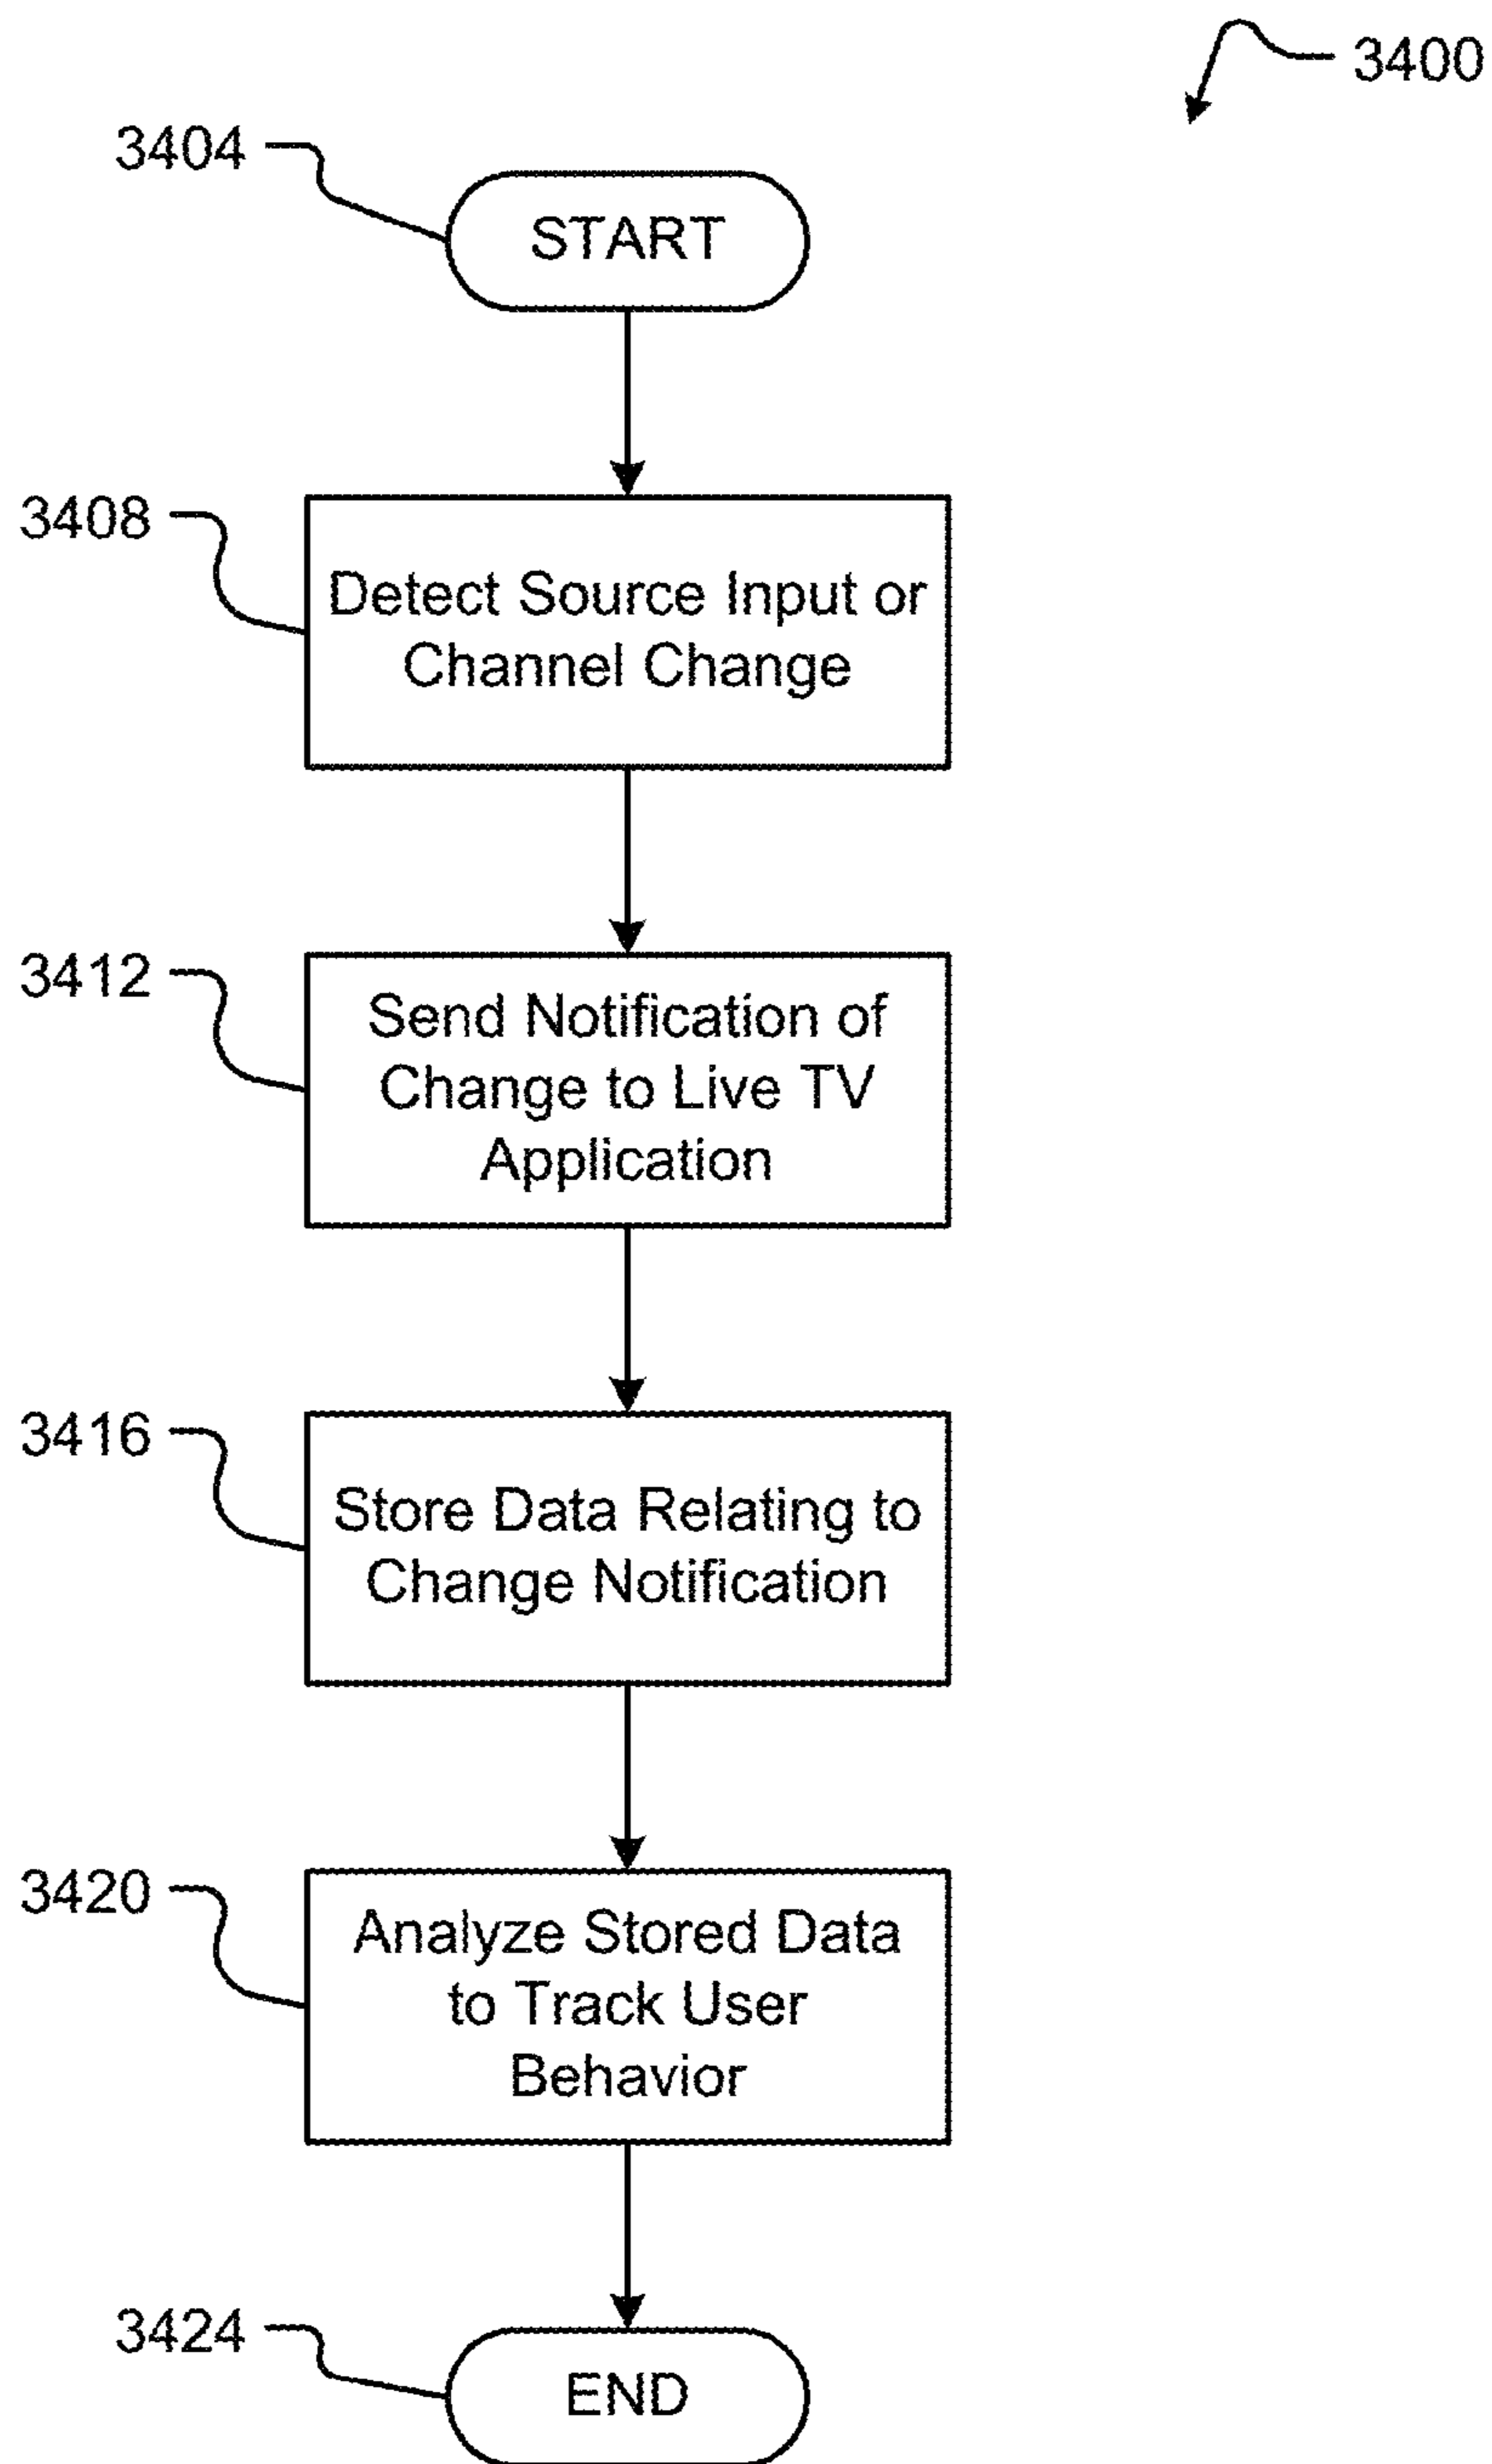 3400
3404
START
3408
Detect Source Input or
Channel Change
3412
Send Notification of
Change to Live TV
Application
3416
Store Data Relating to
Change Notification
3420
Analyze Stored Data
to Track User
Behavior
3424
END